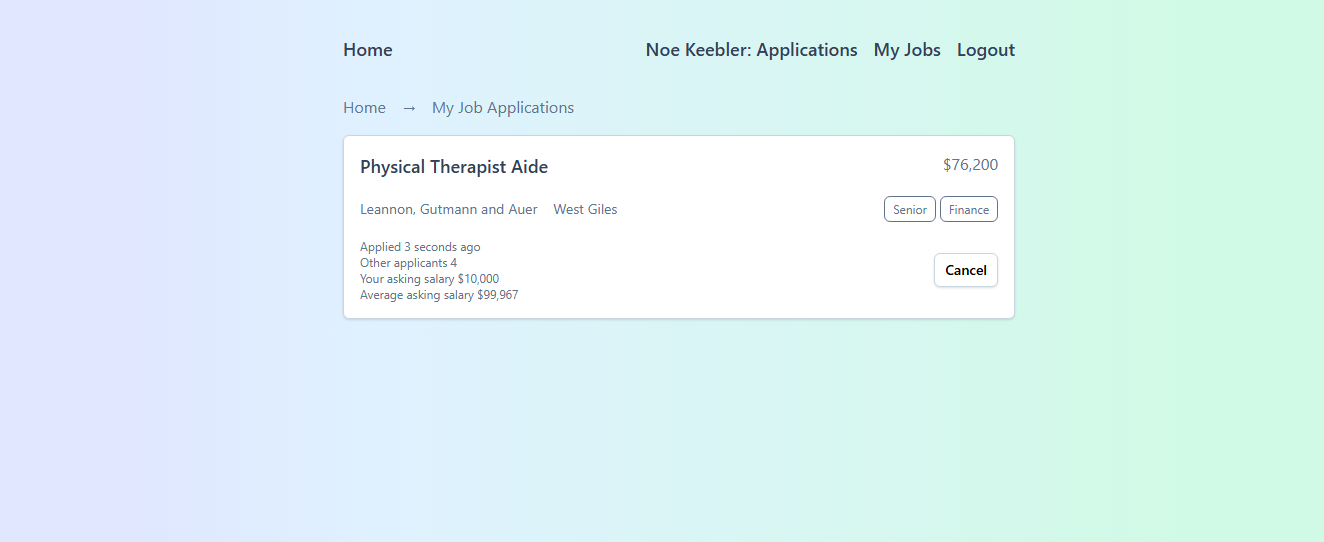 Home Noe Keebler: Applications My Jobs Logout
Home → My Job Applications
Physical Therapist Aide $76,200
Leannon, Gutmann and Auer West Giles Senior Finance
Applied 3 seconds ago
Other applicants 4
Your asking salary $10,000
Average asking salary $99,967
Cancel